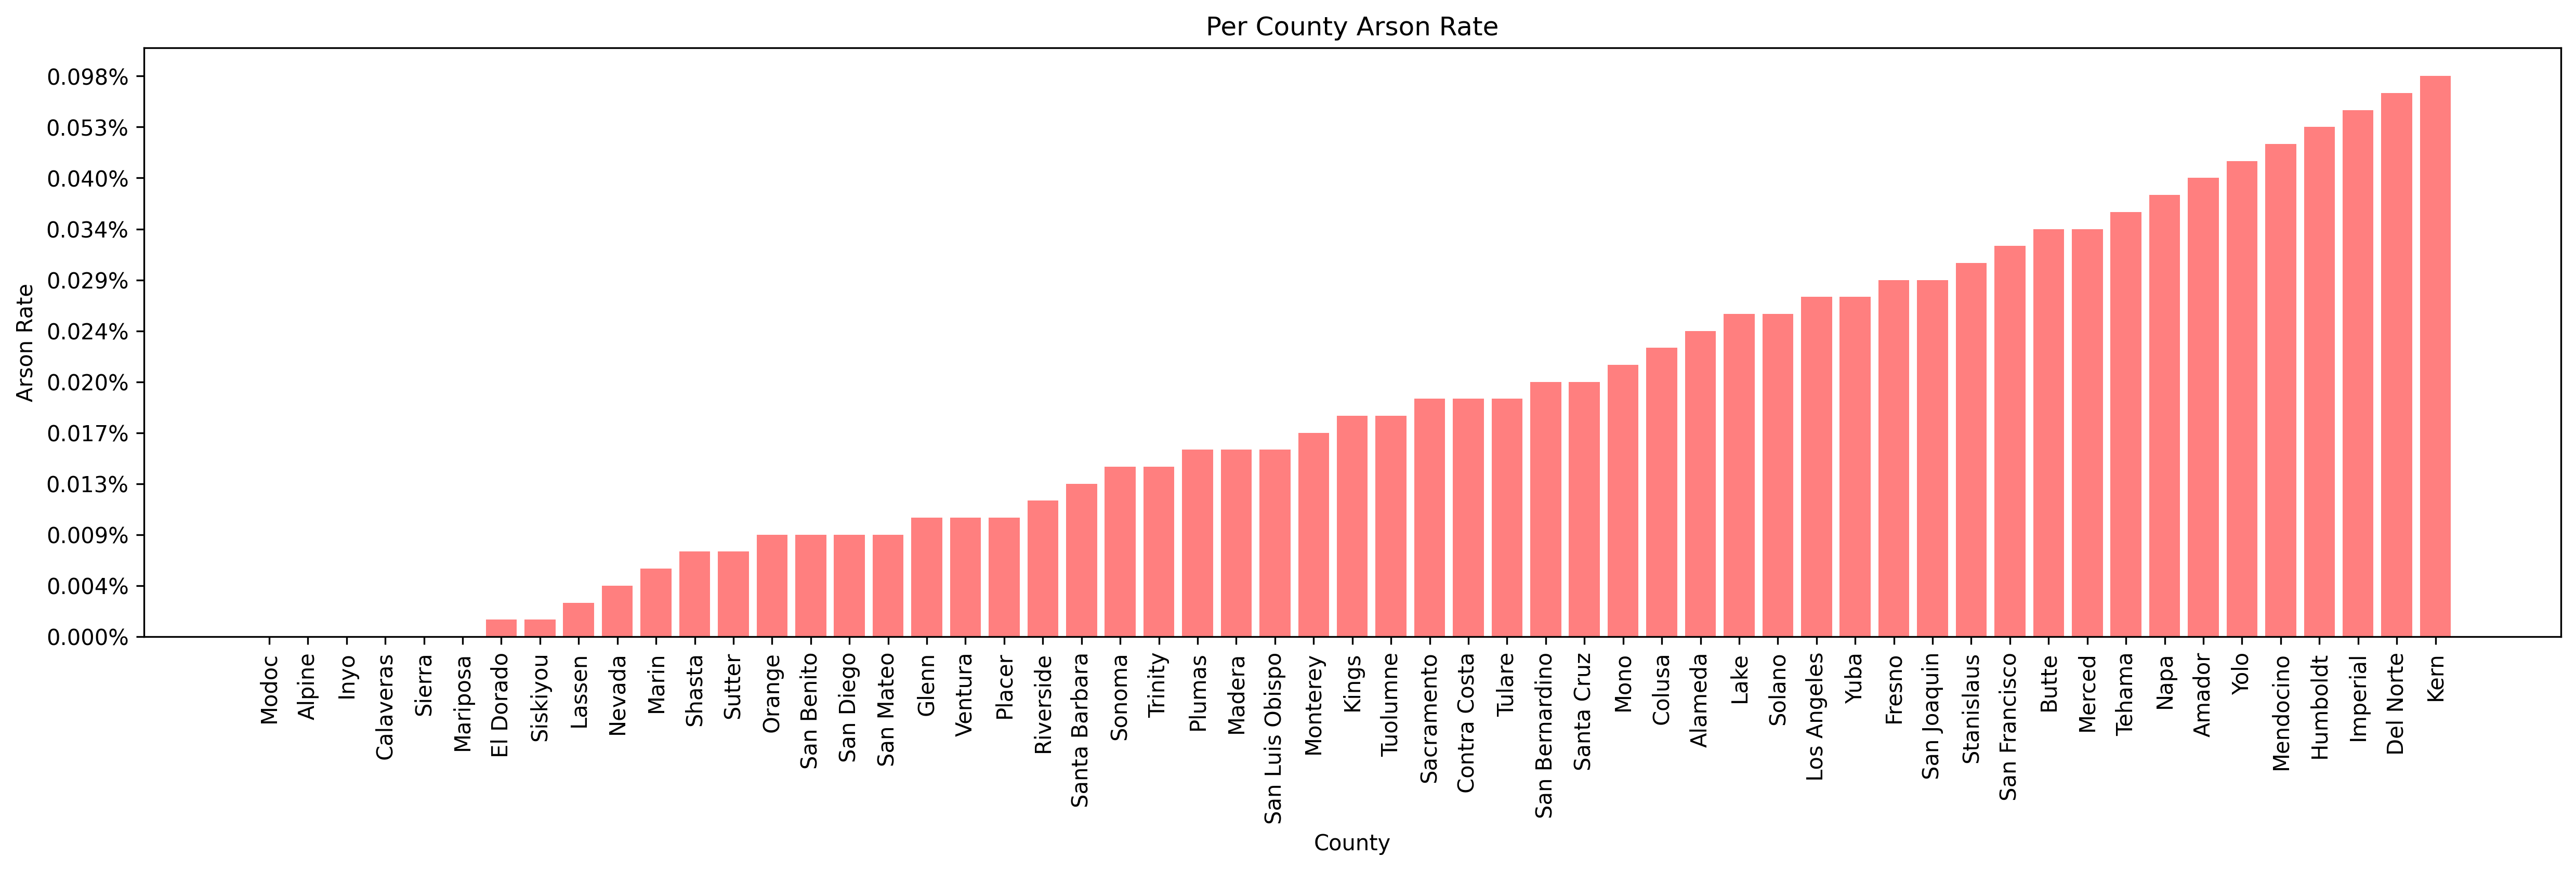 Per County Arson Rate
0.098%
0.053%
0.040%
0.034%
0.029%
0.024%
0.020%
0.017%
0.013%
0.009%
0.004%
0.000%
Arson Rate
Modoc
Alpine
Inyo
Calaveras
Sierra
Mariposa
El Dorado
Siskiyou
Lassen
Nevada
Marin
Shasta
Sutter
Orange
San Benito
San Diego
San Mateo
Glenn
Ventura
Placer
Riverside
Santa Barbara
Sonoma
Trinity
Plumas
Madera
San Luis Obispo
Monterey
Kings
Tuolumne
Sacramento
Contra Costa
Tulare
San Bernardino
Santa Cruz
Mono
Colusa
Alameda
Lake
Solano
Los Angeles
Yuba
Fresno
San Joaquin
Stanislaus
San Francisco
Butte
Merced
Tehama
Napa
Amador
Yolo
Mendocino
Humboldt
Imperial
Del Norte
Kern
County